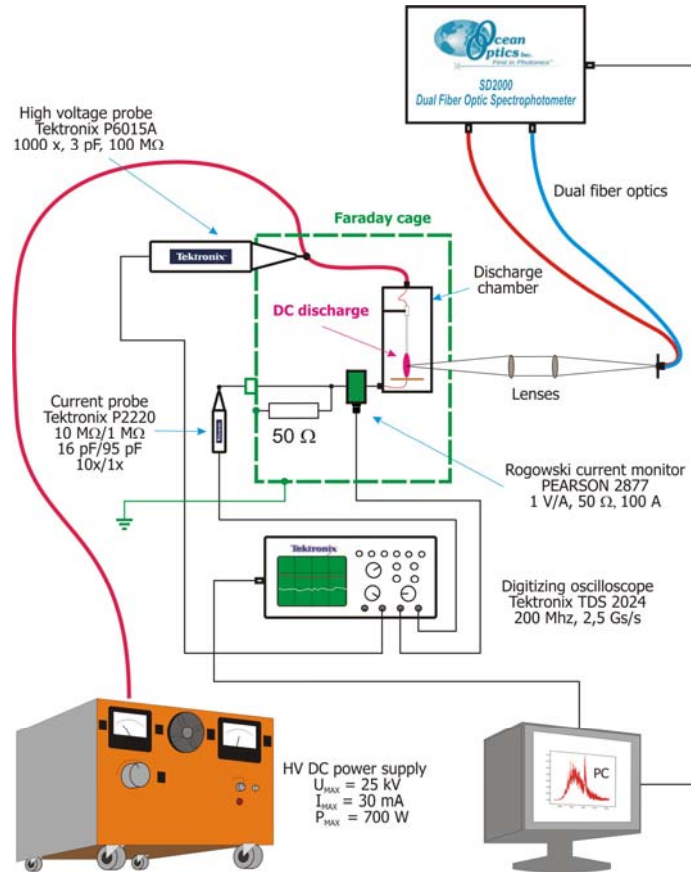 Ocean
Optics Inc.
First in Photonics™
SD2000
Dual Fiber Optic Spectrophotometer
High voltage probe
Tektronix P6015A
1000 x, 3 pF, 100 MΩ
Dual fiber optics
Faraday cage
Tektronix
Discharge
chamber
DC discharge
Lenses
Current probe
Tektronix P2220
10 MΩ/1 MΩ
16 pF/95 pF
10x/1x
50 Ω
Rogowski current monitor
PEARSON 2877
1 V/A, 50 Ω, 100 A
Tektronix
Digitizing oscilloscope
Tektronix TDS 2024
200 Mhz, 2,5 Gs/s
HV DC power supply
UMAX = 25 kV
IMAX = 30 mA
PMAX = 700 W
PC